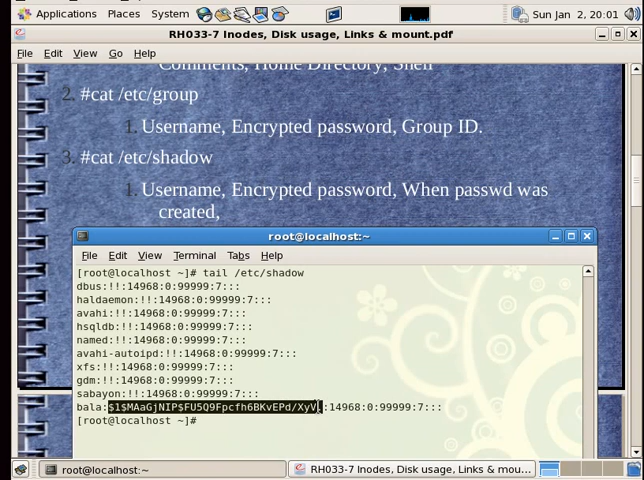 Applications Places System Sun Jan 2, 20:01
RH033-7 Inodes, Disk usage, Links & mount.pdf
File Edit View Go Help
Comments, Home Directory, Shell
2. #cat /etc/group
1. Username, Encrypted password, Group ID.
3. #cat /etc/shadow
1. Username, Encrypted password, When passwd was
created,
root@localhost:~
File Edit View Terminal Tabs Help
[root@localhost ~]# tail /etc/shadow
dbus:!!:14968:0:99999:7:::
haldaemon:!!:14968:0:99999:7:::
avahi:!!:14968:0:99999:7:::
hsqldb:!!:14968:0:99999:7:::
named:!!:14968:0:99999:7:::
avahi-autoipd:!!:14968:0:99999:7:::
xfs:!!:14968:0:99999:7:::
gdm:!!:14968:0:99999:7:::
sabayon:!!:14968:0:99999:7:::
bala:$1$MAaGjNIP$FU5Q9Fpcfh6BKvEPd/XyV.:14968:0:99999:7:::
[root@localhost ~]#
root@localhost:~ RH033-7 Inodes, Disk usage, Links & mou...